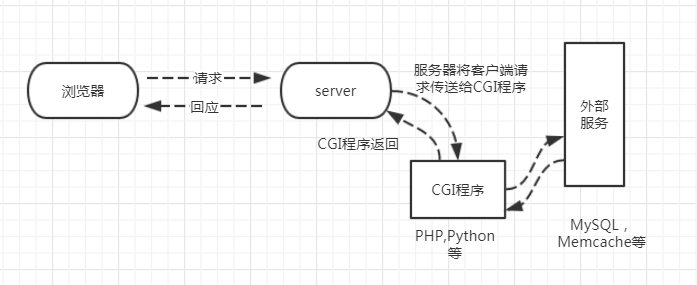 浏览器
请求
回应
server
服务器将客户端请
求传送给CGI程序
CGI程序返回
CGI程序
PHP,Python
等
外部
服务
MySQL，
Memcache等